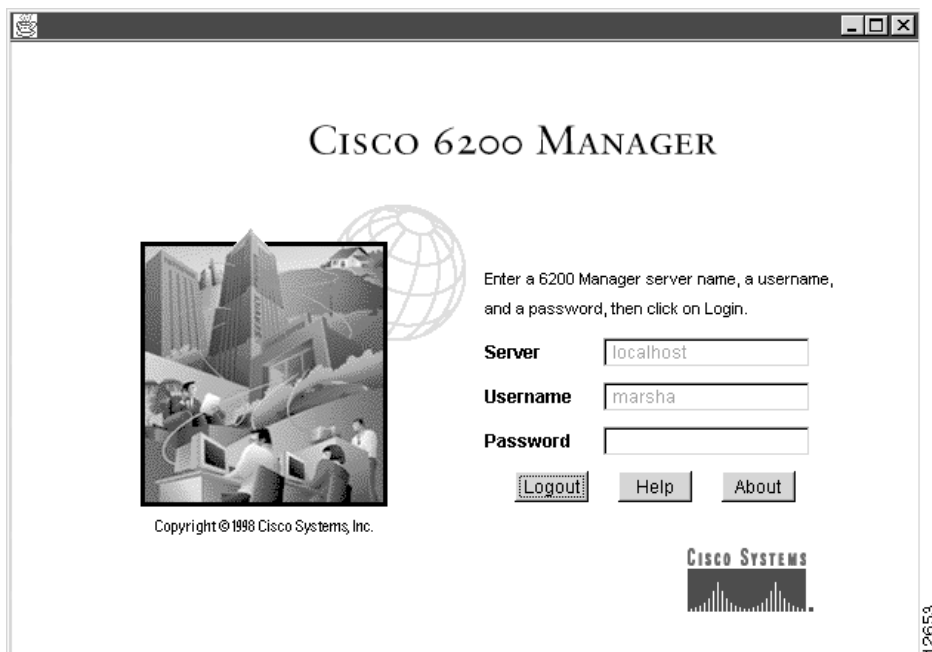 CISCO 6200 MANAGER
Enter a 6200 Manager server name, a username,
and a password, then click on Login.
Server localhost
Username marsha
Password
Logout Help About
Copyright © 1998 Cisco Systems, Inc.
CISCO SYSTEMS
12653